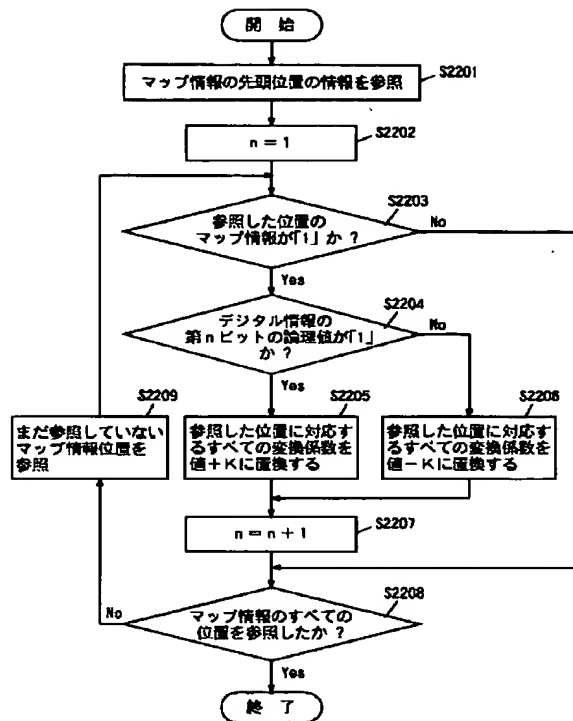 開 始
S2201
マップ情報の先頭位置の情報を参照
S2202
n = 1
S2203
参照した位置の
マップ情報が「1」か ?
No
Yes
S2204
デジタル情報の
第nビットの論理値が「1」
か ?
No
Yes
S2209
まだ参照していない
マップ情報位置を
参照
S2205
参照した位置に対応す
るすべての変換係数を
値+Kに置換する
S2206
参照した位置に対応す
るすべての変換係数を
値-Kに置換する
S2207
n = n + 1
S2208
マップ情報のすべての
位置を参照したか ?
No
Yes
終 了